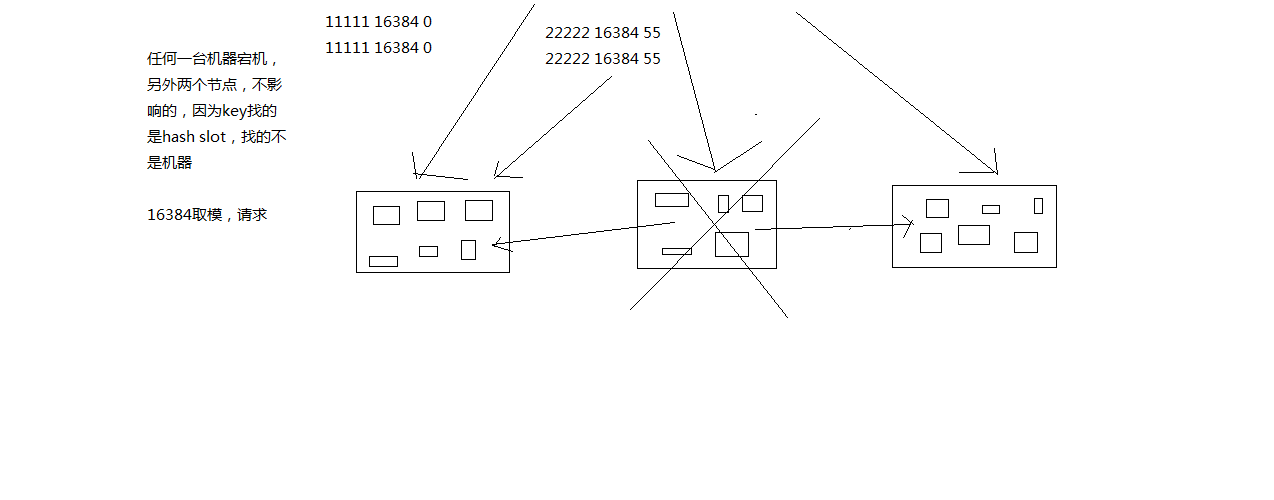 11111 16384 0
11111 16384 0
22222 16384 55
22222 16384 55
任何一台机器宕机，
另外两个节点，不影
响的，因为key找的
是hash slot，找的不
是机器
16384取模，请求